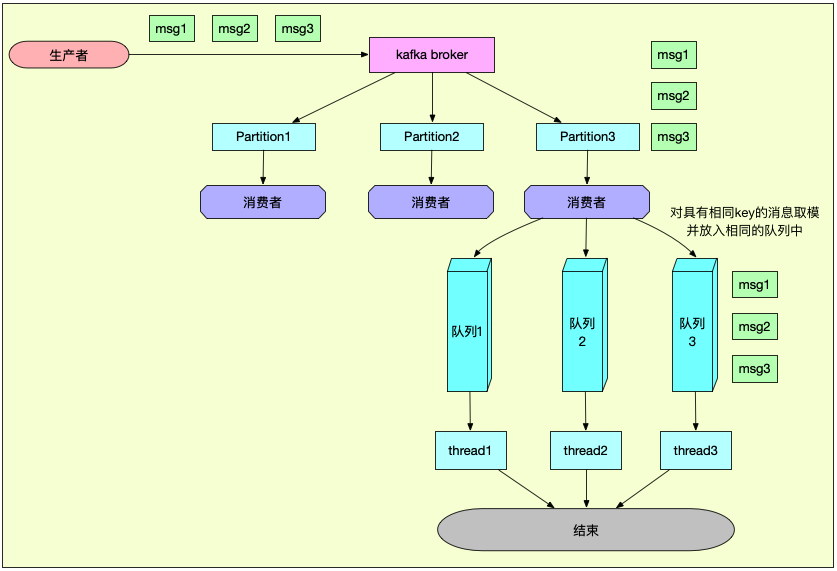 msg1
msg2
msg3
生产者
kafka broker
msg1
msg2
Partition1
Partition2
Partition3
msg3
消费者
消费者
消费者
对具有相同key的消息取模
并放入相同的队列中
队列1
队列
2
队列
3
msg1
msg2
msg3
thread1
thread2
thread3
结束